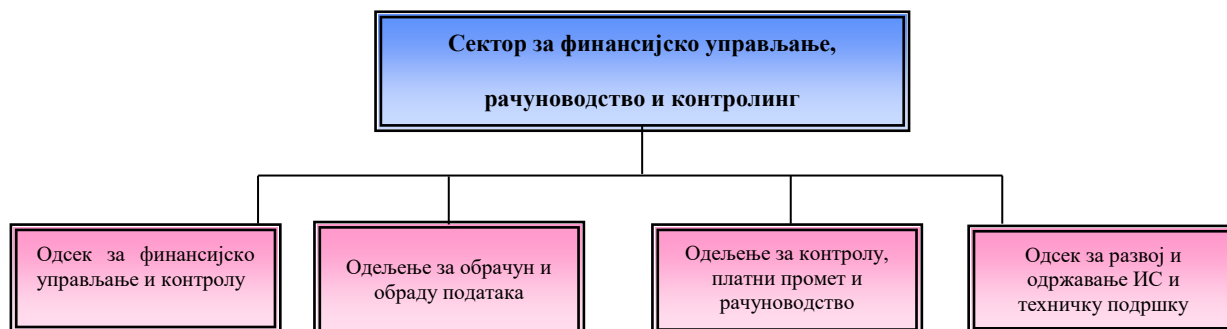 Сектор за финансијско управљање,
рачуноводство и контролинг
Одсек за финансијско
управљање и контролу
Одељење за обрачун и
обраду података
Одељење за контролу,
платни промет и
рачуноводство
Одсек за развој и
одржавање ИС и
техничку подршку